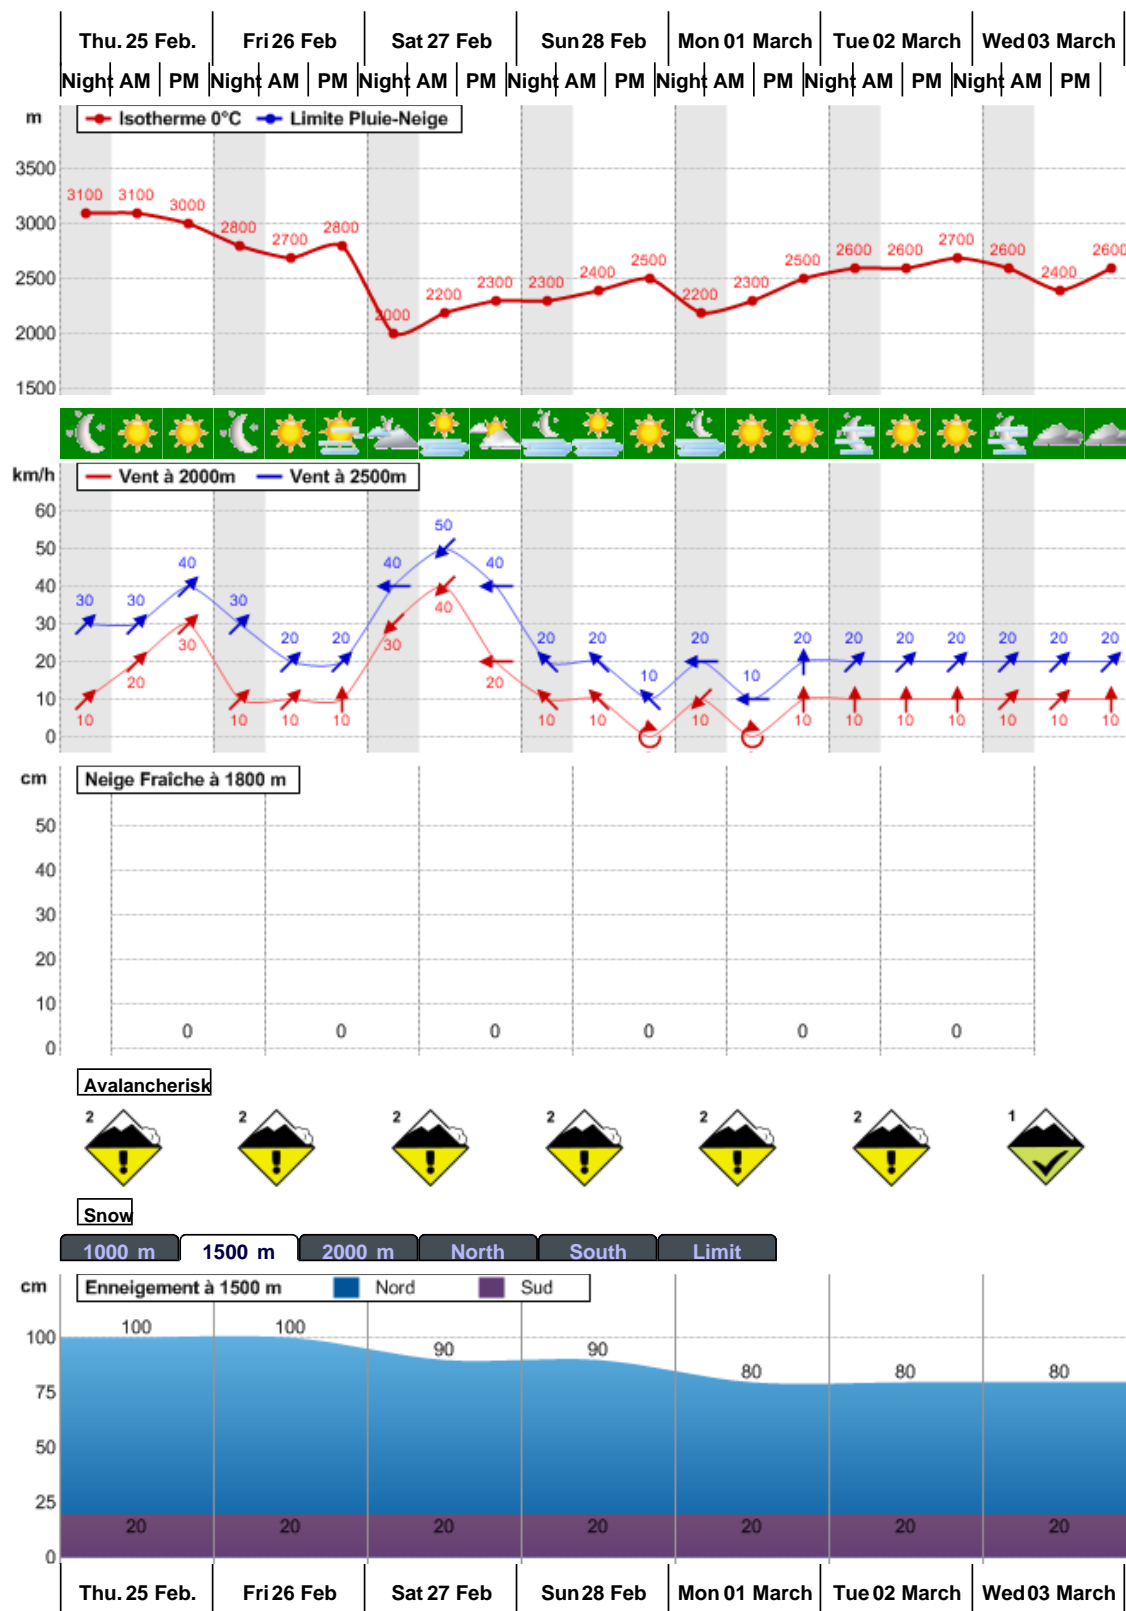 Thu. 25 Feb. Fri 26 Feb Sat 27 Feb Sun 28 Feb Mon 01 March Tue 02 March Wed 03 March
Night AM PM Night AM PM Night AM PM Night AM PM Night AM PM Night AM PM Night AM PM
m Isotherme 0°C Limite Pluie-Neige
3500
3100 3100 3000
3000
2800 2700 2800
2500
2000 2200 2300 2300 2400 2500 2200 2300 2500 2600 2600 2700 2600 2400 2600
2000
1500
km/h Vent à 2000m Vent à 2500m
60
50
40
30
20
10
0
30 30 40 30 20 20 40 50 40 20 20 10 20 10 20 20 20 20 20 20 20
10 20 30 10 10 10 30 40 20 10 10 10 10 10 10 10 10 10 10
cm Neige Fraîche à 1800 m
50
40
30
20
10
0
0 0 0 0 0 0
Avalancherisk
2 2 2 2 2 2 1
Snow
1000 m 1500 m 2000 m North South Limit
cm Enneigement à 1500 m Nord Sud
100
75
50
25
0
100 100 90 90 80 80 80
20 20 20 20 20 20 20
Thu. 25 Feb. Fri 26 Feb Sat 27 Feb Sun 28 Feb Mon 01 March Tue 02 March Wed 03 March